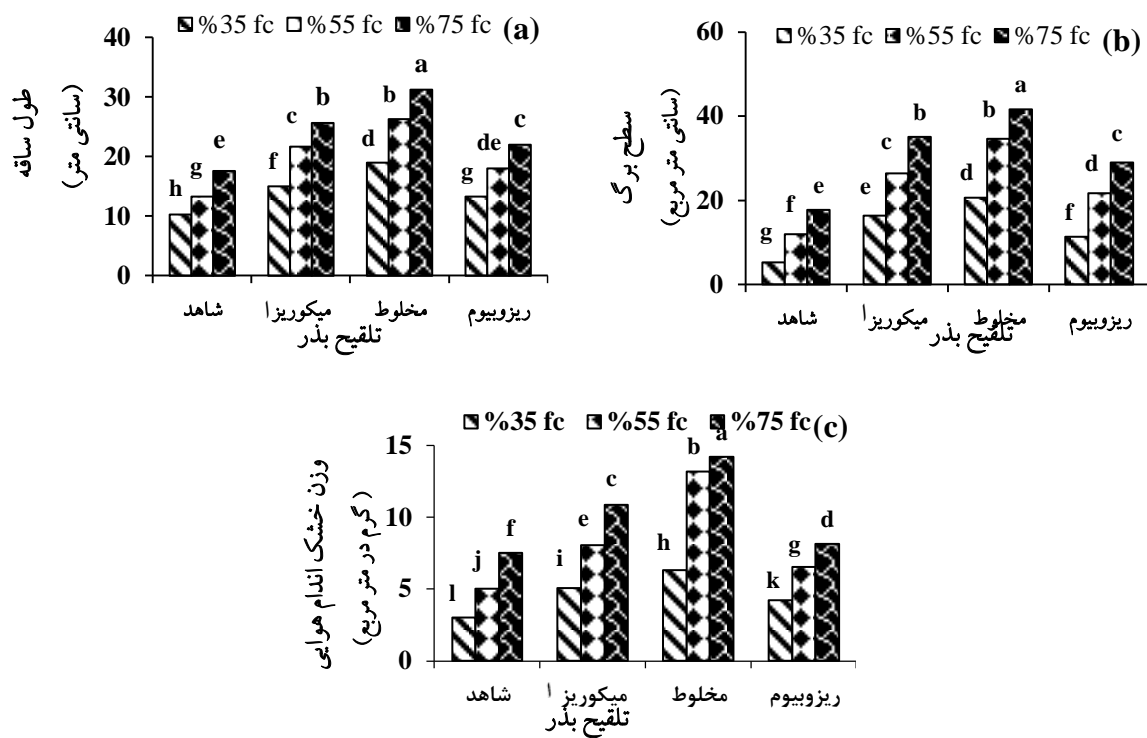 %35 fc %55 fc %75 fc (a)
40
30
20
10
0
طول ساقه
(سانتی متر)
h g e f c b d b a g de c
شاهد میکوریزا مخلوط ریزوبیوم
تلقیح بذر
%35 fc %55 fc %75 fc (b)
60
40
20
0
سطح برگ
(سانتی متر مربع)
g f e e c b d b a f d c
شاهد میکوریزا مخلوط ریزوبیوم
تلقیح بذر
%35 fc %55 fc %75 fc (c)
15
10
5
0
وزن خشک اندام هوایی
(گرم در متر مربع)
l j f i e c h b a k g d
شاهد میکوریزا مخلوط ریزوبیوم
تلقیح بذر